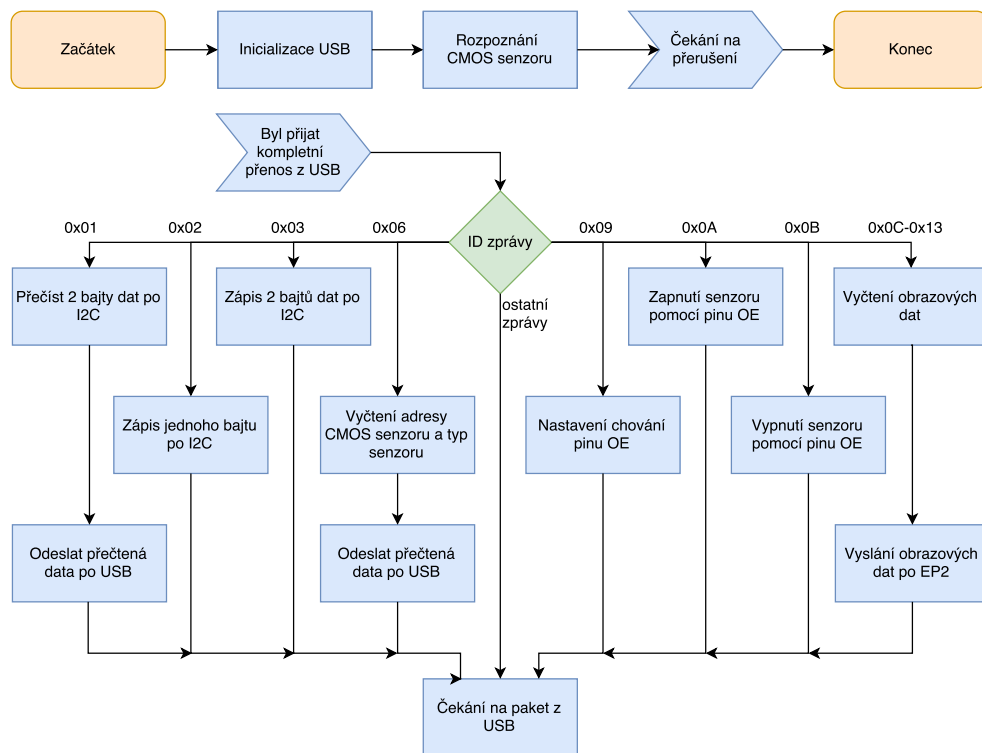 Začátek
Inicializace USB
Rozpoznání
CMOS senzoru
Čekání na
přerušení
Konec
Byl přijat
kompletní
přenos z USB
ID zprávy
0x01
0x02
0x03
0x06
0x09
0x0A
0x0B
0x0C-0x13
ostatní
zprávy
Přečíst 2 bajty dat po
I2C
Zápis 2 bajtů dat po
I2C
Zapnutí senzoru
pomocí pinu OE
Vyčtení obrazových
dat
Zápis jednoho bajtu
po I2C
Vyčtení adresy
CMOS senzoru a typ
senzoru
Nastavení chování
pinu OE
Vypnutí senzoru
pomocí pinu OE
Odeslat přečtená
data po USB
Odeslat přečtená
data po USB
Vyslání obrazových
dat po EP2
Čekání na paket z
USB